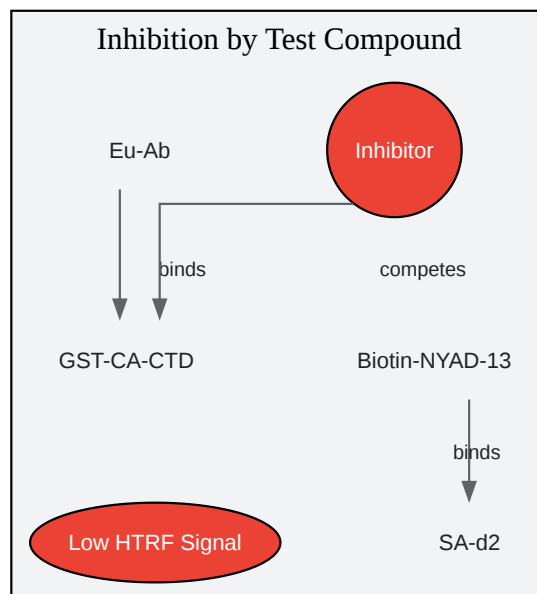 Inhibition by Test Compound
Eu-Ab
Inhibitor
binds
competes
GST-CA-CTD
Biotin-NYAD-13
binds
Low HTRF Signal
SA-d2